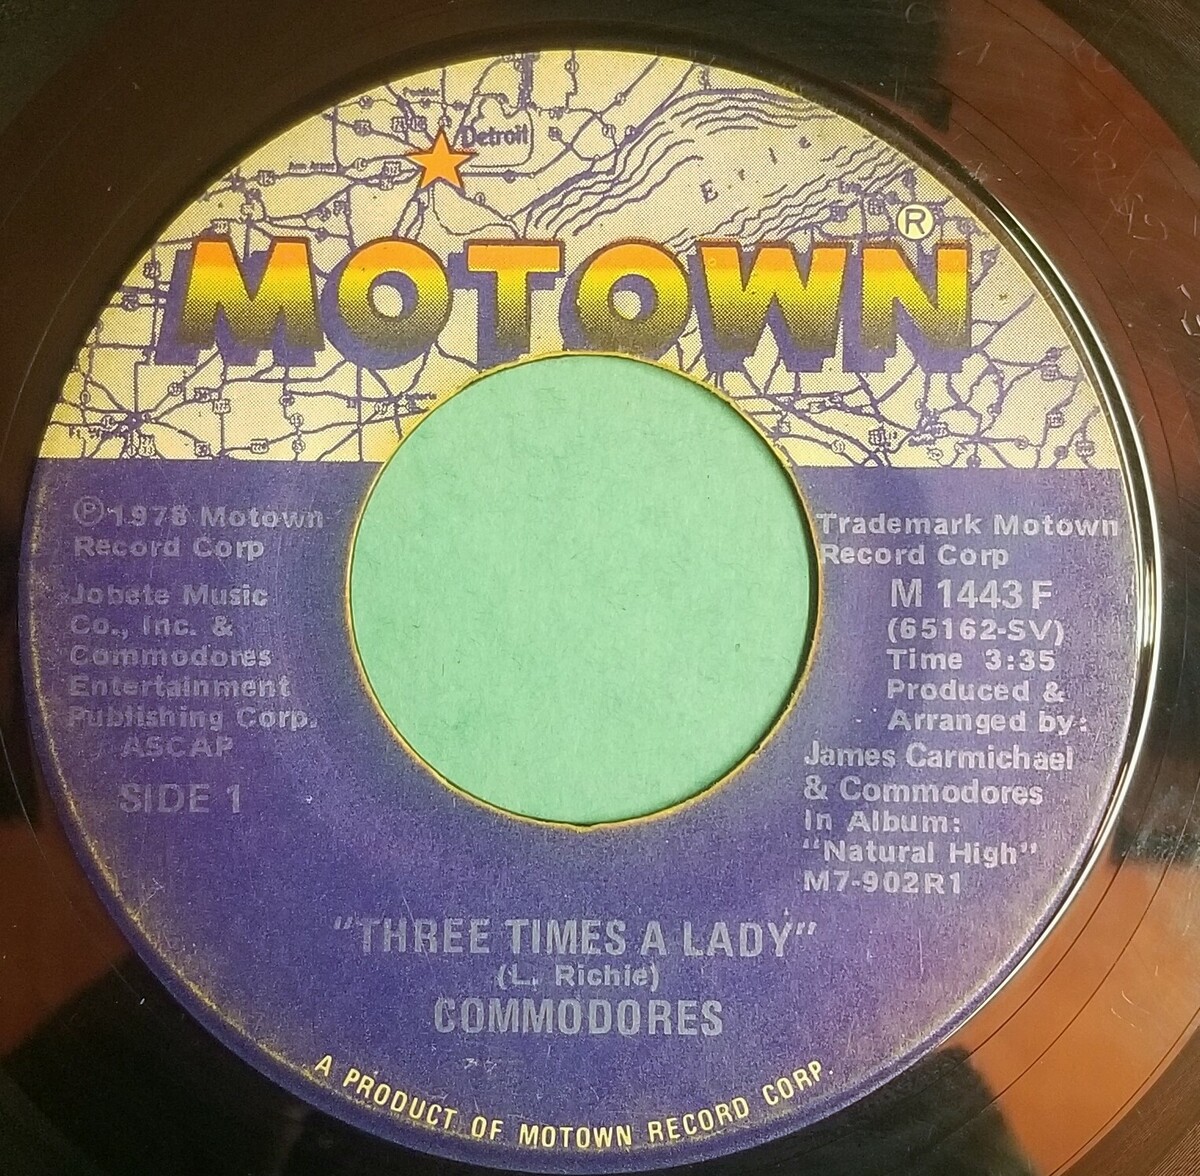 Detroit
Erie
MOTOWN®
℗1978 Motown
Record Corp
Jobete Music
Co., Inc. &
Commodores
Entertainment
Publishing Corp.
ASCAP
SIDE 1
Trademark Motown
Record Corp
M 1443F
(65162-SV)
Time 3:35
Produced &
Arranged by:
James Carmichael
& Commodores
In Album:
"Natural High"
M7-902R1
"THREE TIMES A LADY"
(L. Richie)
COMMODORES
A PRODUCT OF MOTOWN RECORD CORP.